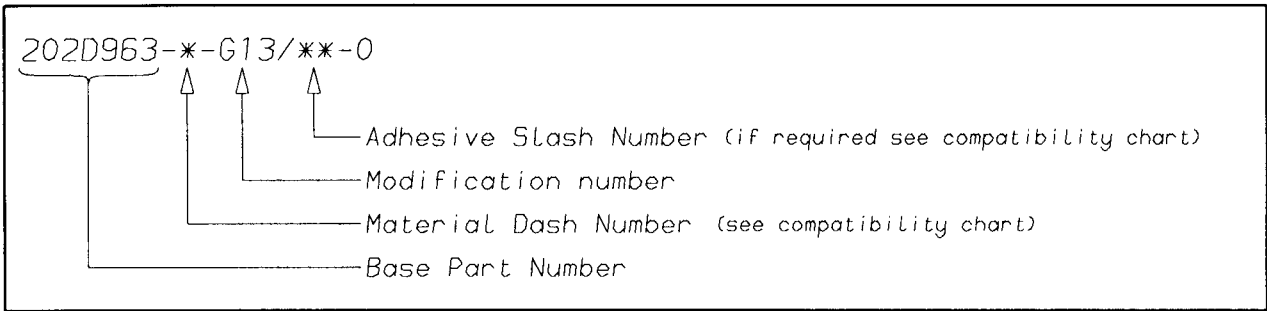 202D963-*-G13/**-0
Adhesive Slash Number (if required see compatibility chart)
Modification number
Material Dash Number (see compatibility chart)
Base Part Number